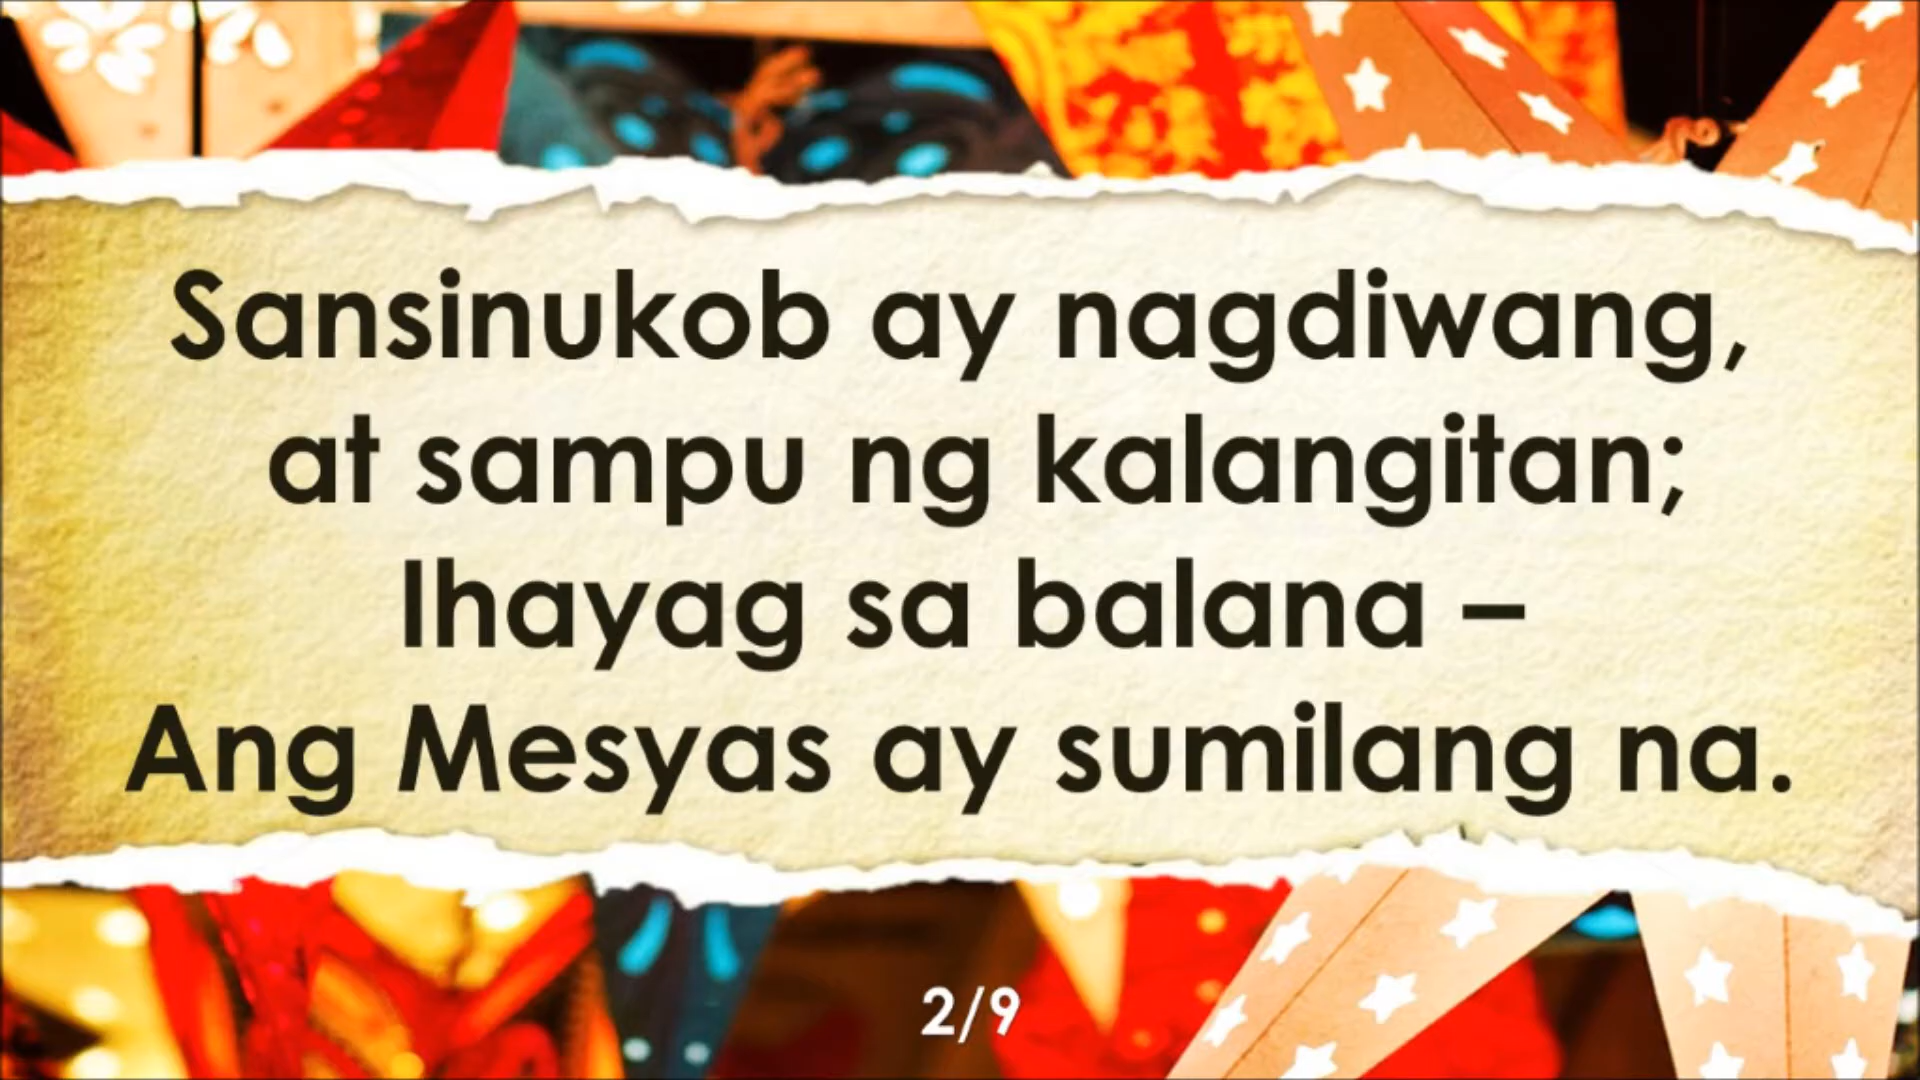 Sansinukob ay nagdiwang,
at sampu ng kalangitan;
Ihayag sa balana –
Ang Mesyas ay sumilang na.
2/9